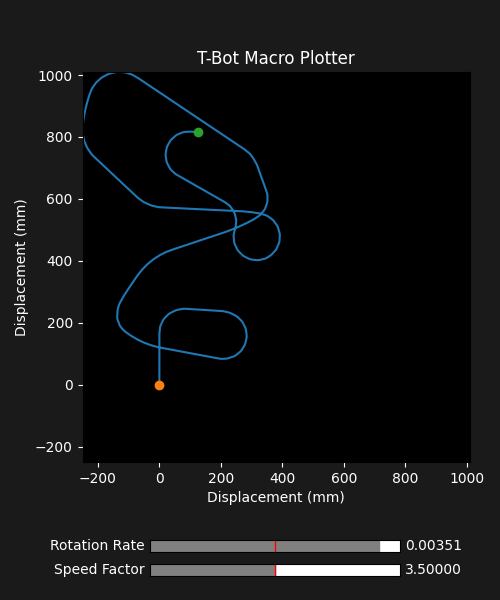 T-Bot Macro Plotter
1000
800
600
400
200
0
−200
Displacement (mm)
−200 0 200 400 600 800 1000
Displacement (mm)
Rotation Rate 0.00351
Speed Factor 3.50000